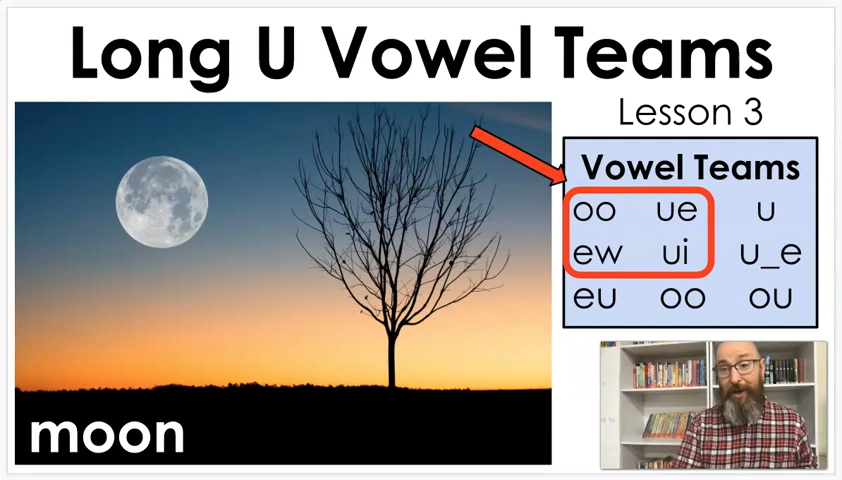 Long U Vowel Teams
Lesson 3
Vowel Teams
oo ue u
ew ui u_e
eu oo ou
moon